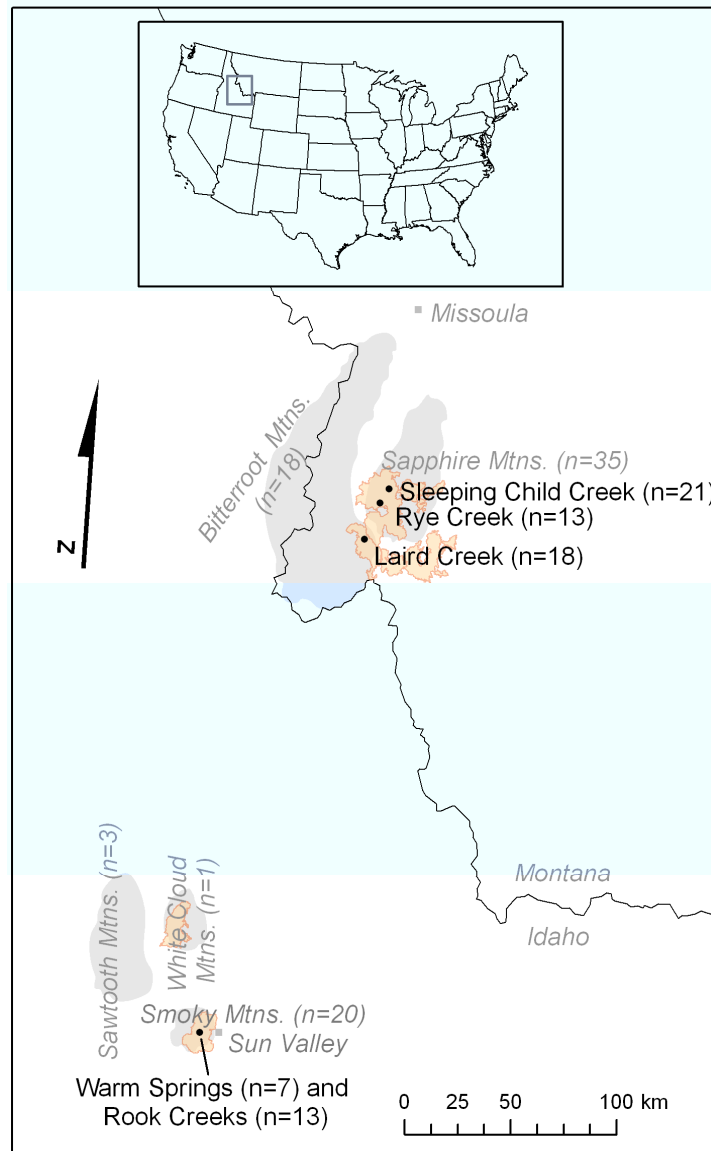 Missoula
Bitterroot Mtns.
(n=18)
Sapphire Mtns. (n=35)
Sleeping Child Creek (n=21)
Rye Creek (n=13)
Laird Creek (n=18)
N
Sawtooth Mtns. (n=3)
White Cloud
Mtns. (n=1)
Montana
Idaho
Smoky Mtns. (n=20)
Sun Valley
Warm Springs (n=7) and
Rook Creeks (n=13)
0 25 50 100 km